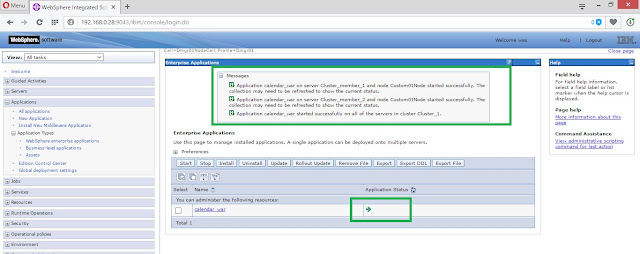 Menu
WebSphere Integrated So
192.168.0.28:9043/ibm/console/login.do
WebSphere. software
Welcome was
Help
Logout
IBM.
View: All tasks
Cell=Dmgr01NodeCell, Profile=Dmgr01
Close page
Welcome
Guided Activities
Servers
Applications
All applications
New Application
Install New Middleware Application
Application Types
WebSphere enterprise applications
Business-level applications
Assets
Edition Control Center
Global deployment settings
Jobs
Services
Resources
Runtime Operations
Security
Operational policies
Environment
Enterprise Applications
?
Messages
Application calendar_war on server Cluster_member_1 and node Custom01Node started successfully. The
collection may need to be refreshed to show the current status.
Application calendar_war on server Cluster_member_2 and node Custom01Node started successfully. The
collection may need to be refreshed to show the current status.
Application calendar_war started successfully on all of the servers in cluster Cluster_1.
Enterprise Applications
Use this page to manage installed applications. A single application can be deployed onto multiple servers.
Preferences
Start Stop Install Uninstall Update Rollout Update Remove File Export Export DDL Export File
Select Name Application Status
You can administer the following resources:
calendar_war
Total 1
Help
Field help
For field help information,
select a field label or list
marker when the help cursor is
displayed.
Page help
More information about this
page
Command Assistance
View administrative scripting
command for last action